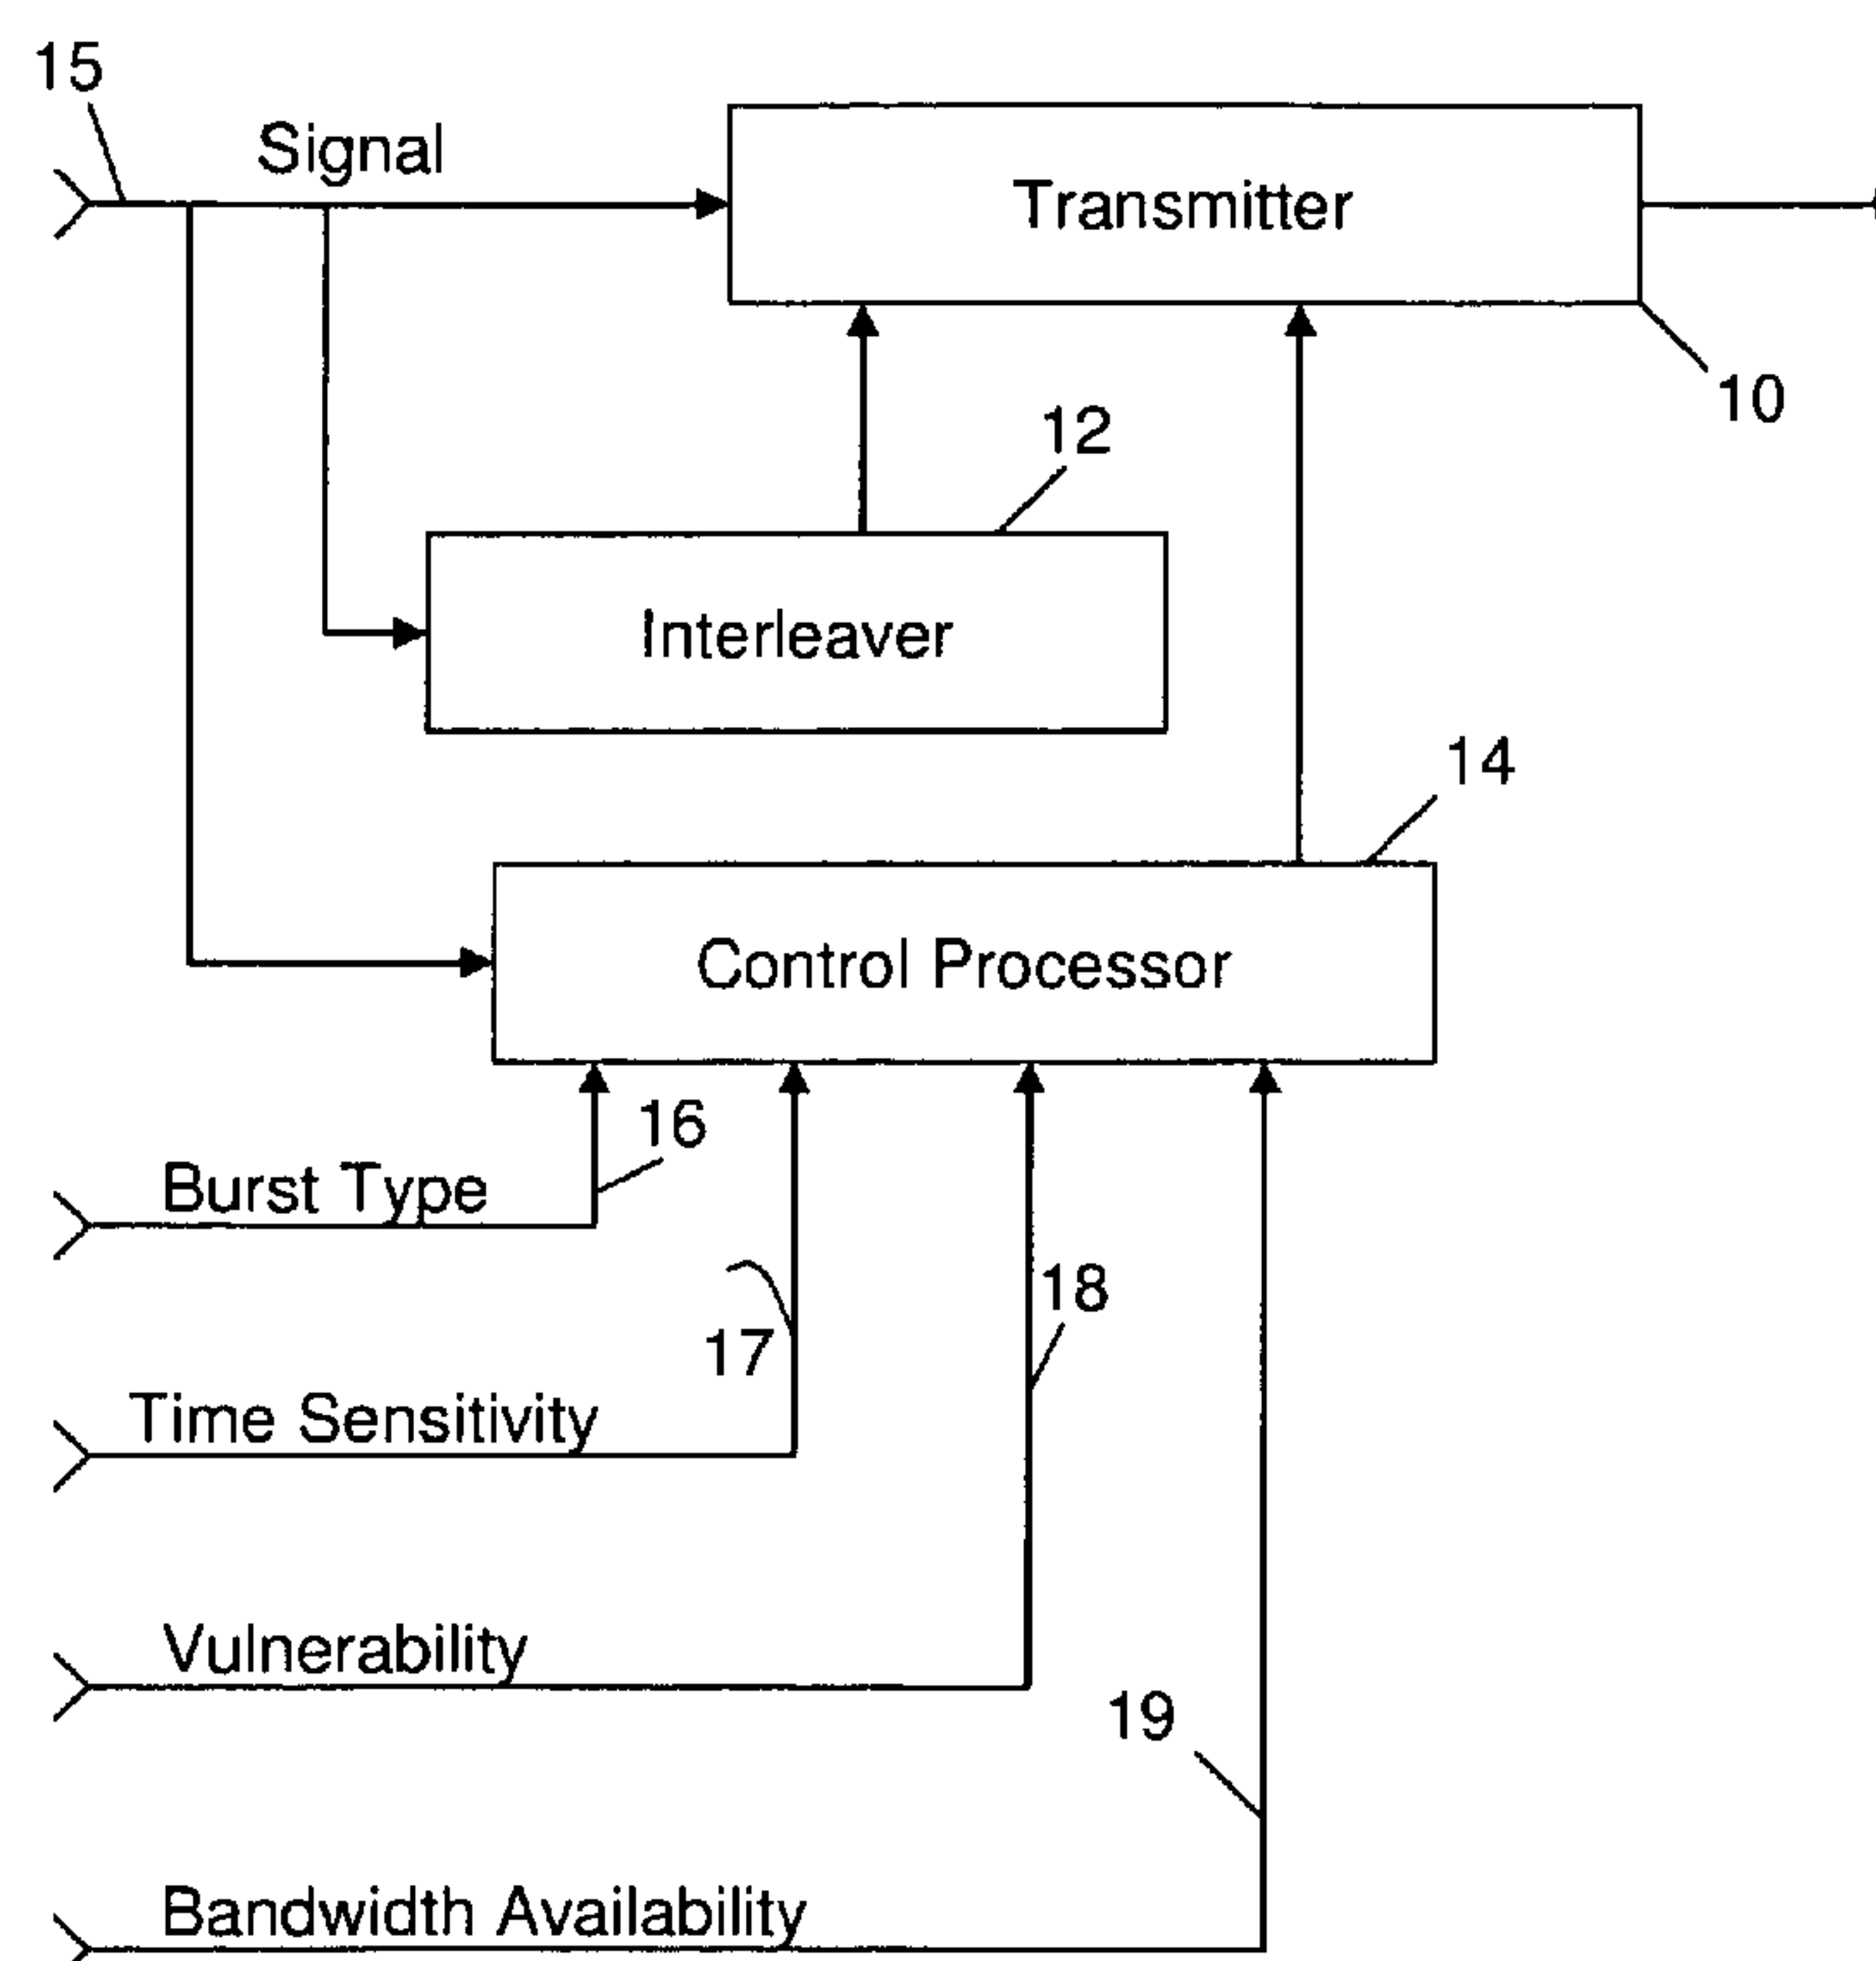 15
Signal
Transmitter
10
12
Interleaver
14
Control Processor
16
Burst Type
18
17
Time Sensitivity
Vulnerability
19
Bandwidth Availability